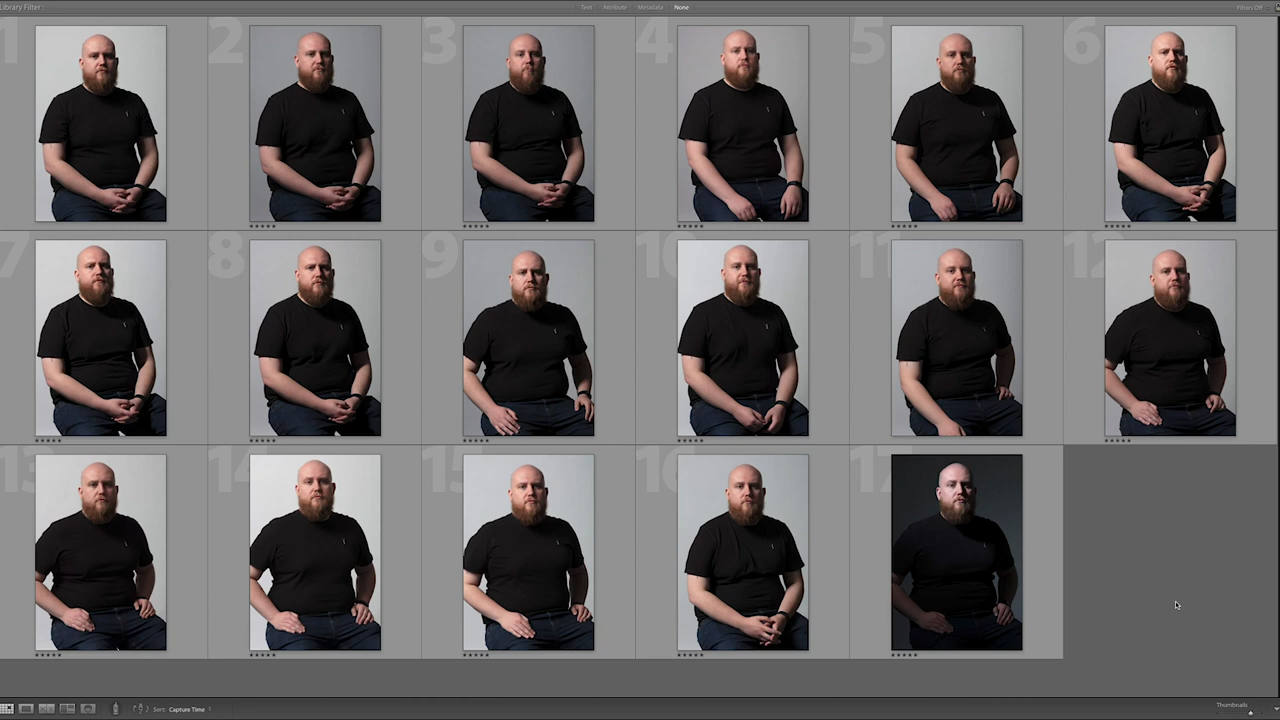 Library Filter:
Text Attribute Metadata None
Filters Off
1 2 3 4 5 6
7 8 9 10 11 12
13 14 15 16 17
Sort: Capture Time
Thumbnails